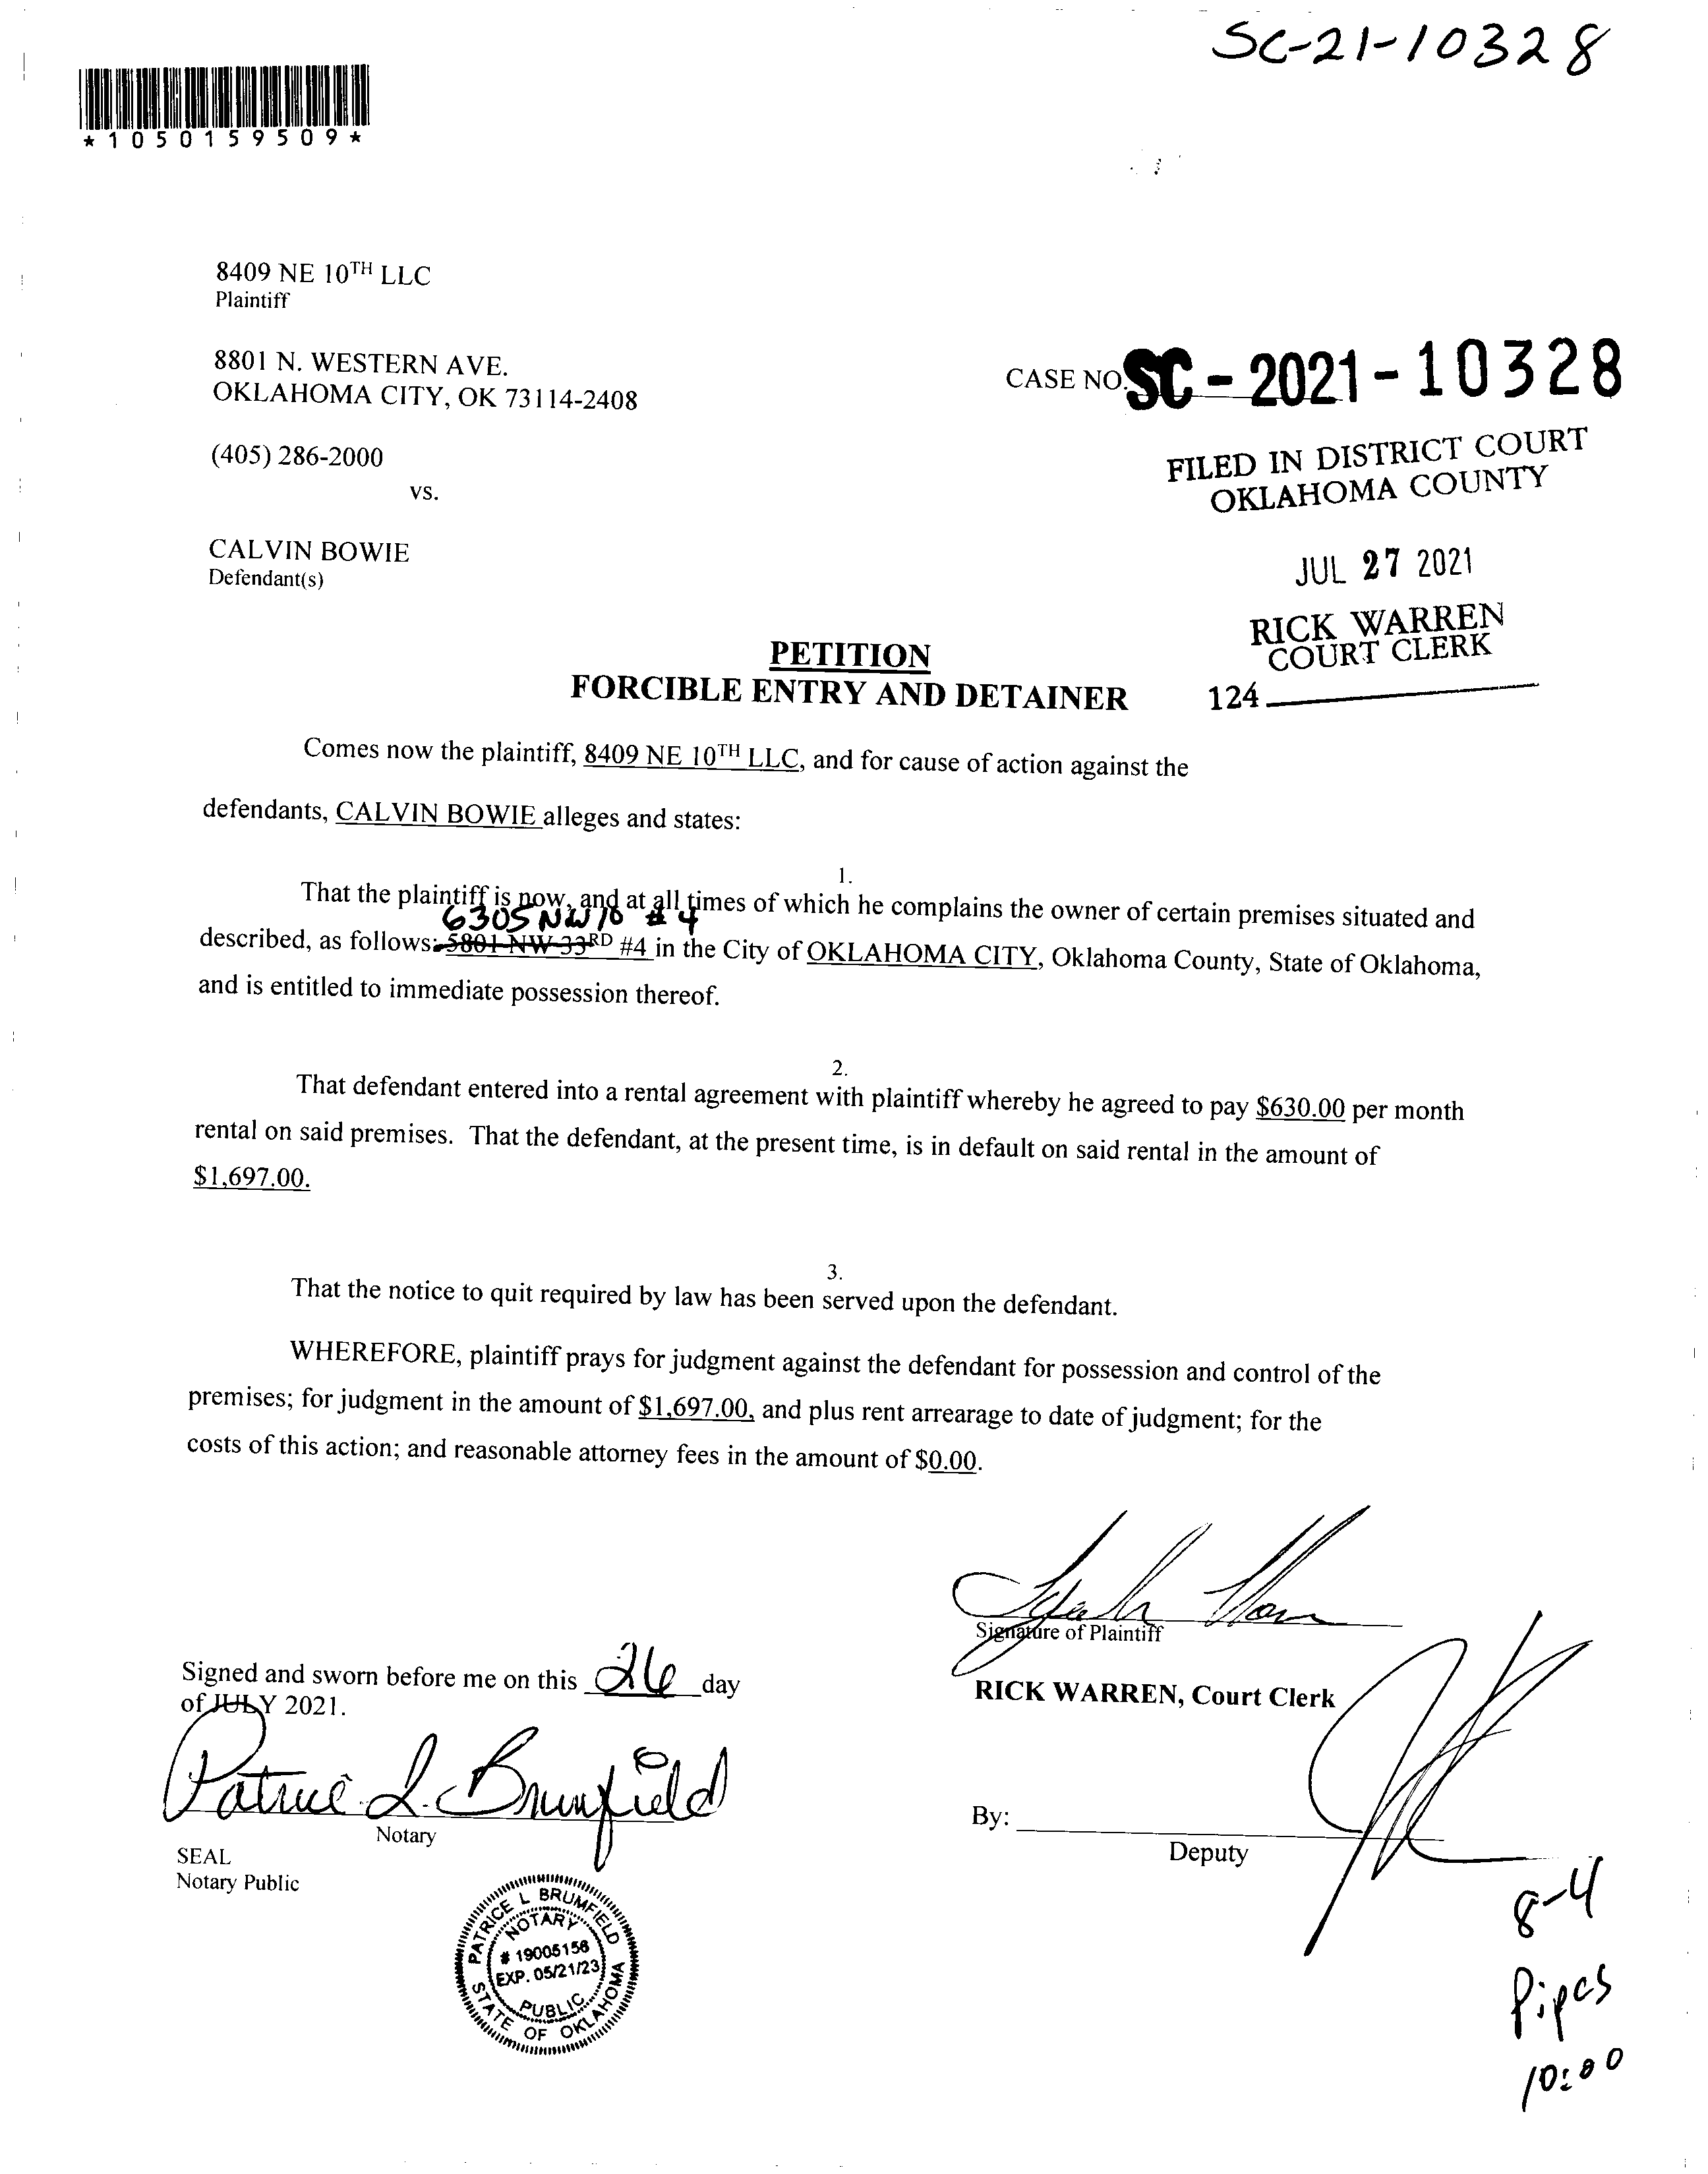 SC-21-10328
*1050159509*
8409 NE 10TH LLC
Plaintiff
8801 N. WESTERN AVE.
OKLAHOMA CITY, OK 73114-2408
CASE NO. SC-2021-10328
(405) 286-2000
vs.
FILED IN DISTRICT COURT
OKLAHOMA COUNTY
CALVIN BOWIE
Defendant(s)
JUL 27 2021
RICK WARREN
COURT CLERK
124
PETITION
FORCIBLE ENTRY AND DETAINER
Comes now the plaintiff, 8409 NE 10TH LLC, and for cause of action against the
defendants, CALVIN BOWIE alleges and states:
1.
That the plaintiff is now, and at all times of which he complains the owner of certain premises situated and
6305 NW 10 #4
described, as follows: 5801 NW 33RD #4 in the City of OKLAHOMA CITY, Oklahoma County, State of Oklahoma,
and is entitled to immediate possession thereof.
2.
That defendant entered into a rental agreement with plaintiff whereby he agreed to pay $630.00 per month
rental on said premises. That the defendant, at the present time, is in default on said rental in the amount of
$1,697.00.
3.
That the notice to quit required by law has been served upon the defendant.
WHEREFORE, plaintiff prays for judgment against the defendant for possession and control of the
premises; for judgment in the amount of $1,697.00, and plus rent arrearage to date of judgment; for the
costs of this action; and reasonable attorney fees in the amount of $0.00.
Signature of Plaintiff
Signed and sworn before me on this 26 day
of JULY 2021.
RICK WARREN, Court Clerk
Patrice L. Brumfield
Notary
By:
Deputy
SEAL
Notary Public
PATRICE L BRUMFIELD
NOTARY
# 19005156
EXP. 05/21/23
PUBLIC
STATE OF OKLAHOMA
8-4
Pipes
10:00